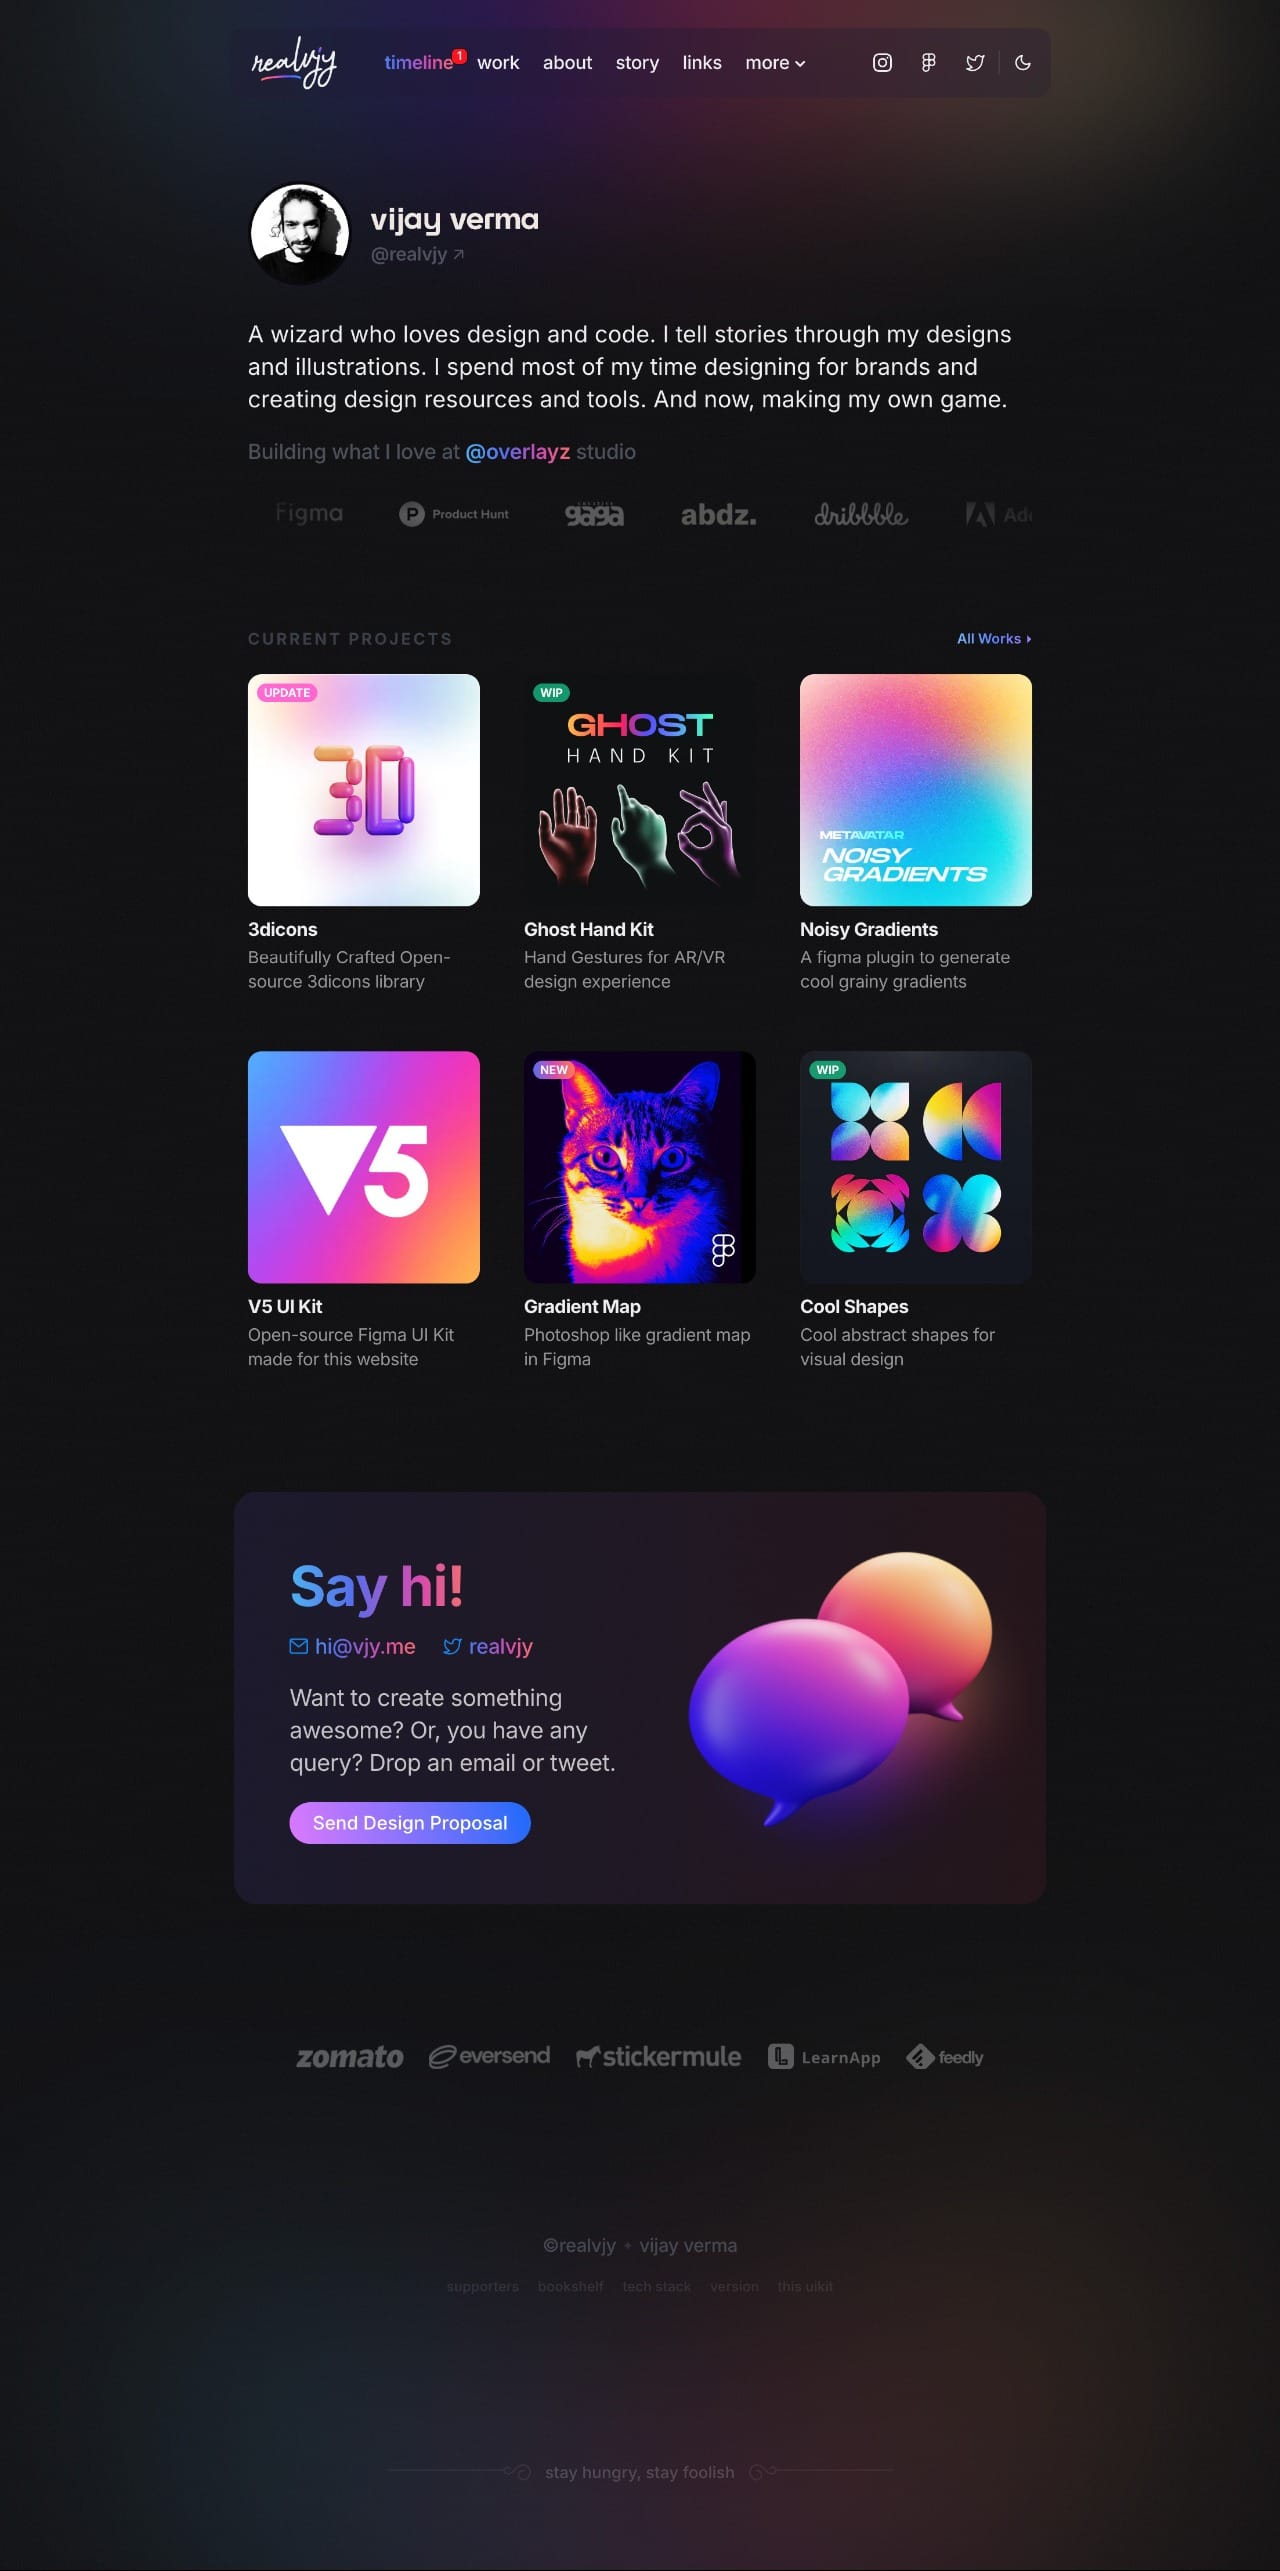 realvjy
timeline 1 work about story links more
vijay verma
@realvjy ↗
A wizard who loves design and code. I tell stories through my designs
and illustrations. I spend most of my time designing for brands and
creating design resources and tools. And now, making my own game.
Building what I love at @overlayz studio
Figma P Product Hunt CREATIVE gaga abdz. dribbble
CURRENT PROJECTS
All Works
UPDATE
3D
WIP
GHOST
HAND KIT
METAVATAR
NOISY
GRADIENTS
3dicons
Beautifully Crafted Open-
source 3dicons library
Ghost Hand Kit
Hand Gestures for AR/VR
design experience
Noisy Gradients
A figma plugin to generate
cool grainy gradients
V5
NEW
WIP
V5 UI Kit
Open-source Figma UI Kit
made for this website
Gradient Map
Photoshop like gradient map
in Figma
Cool Shapes
Cool abstract shapes for
visual design
Say hi!
hi@vjy.me realvjy
Want to create something
awesome? Or, you have any
query? Drop an email or tweet.
Send Design Proposal
zomato eversend stickermule LearnApp feedly
©realvjy ✦ vijay verma
supporters bookshelf tech stack version this uikit
stay hungry, stay foolish